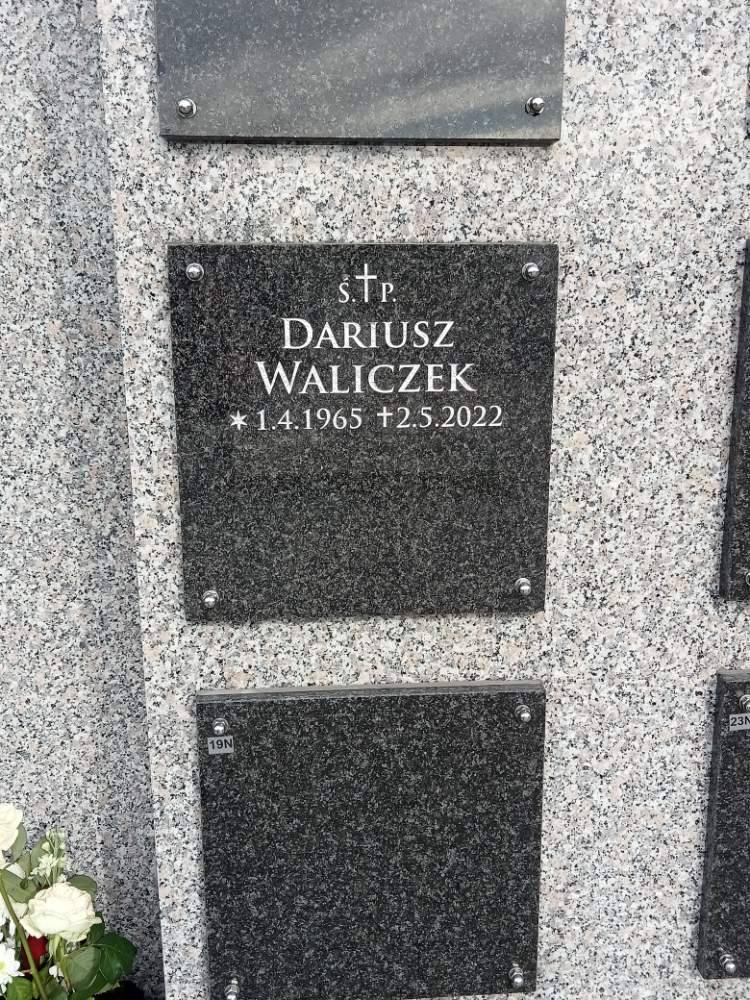 Ś.✝P.
DARIUSZ
WALICZEK
✶ 1.4.1965 ✝2.5.2022
19N
23N